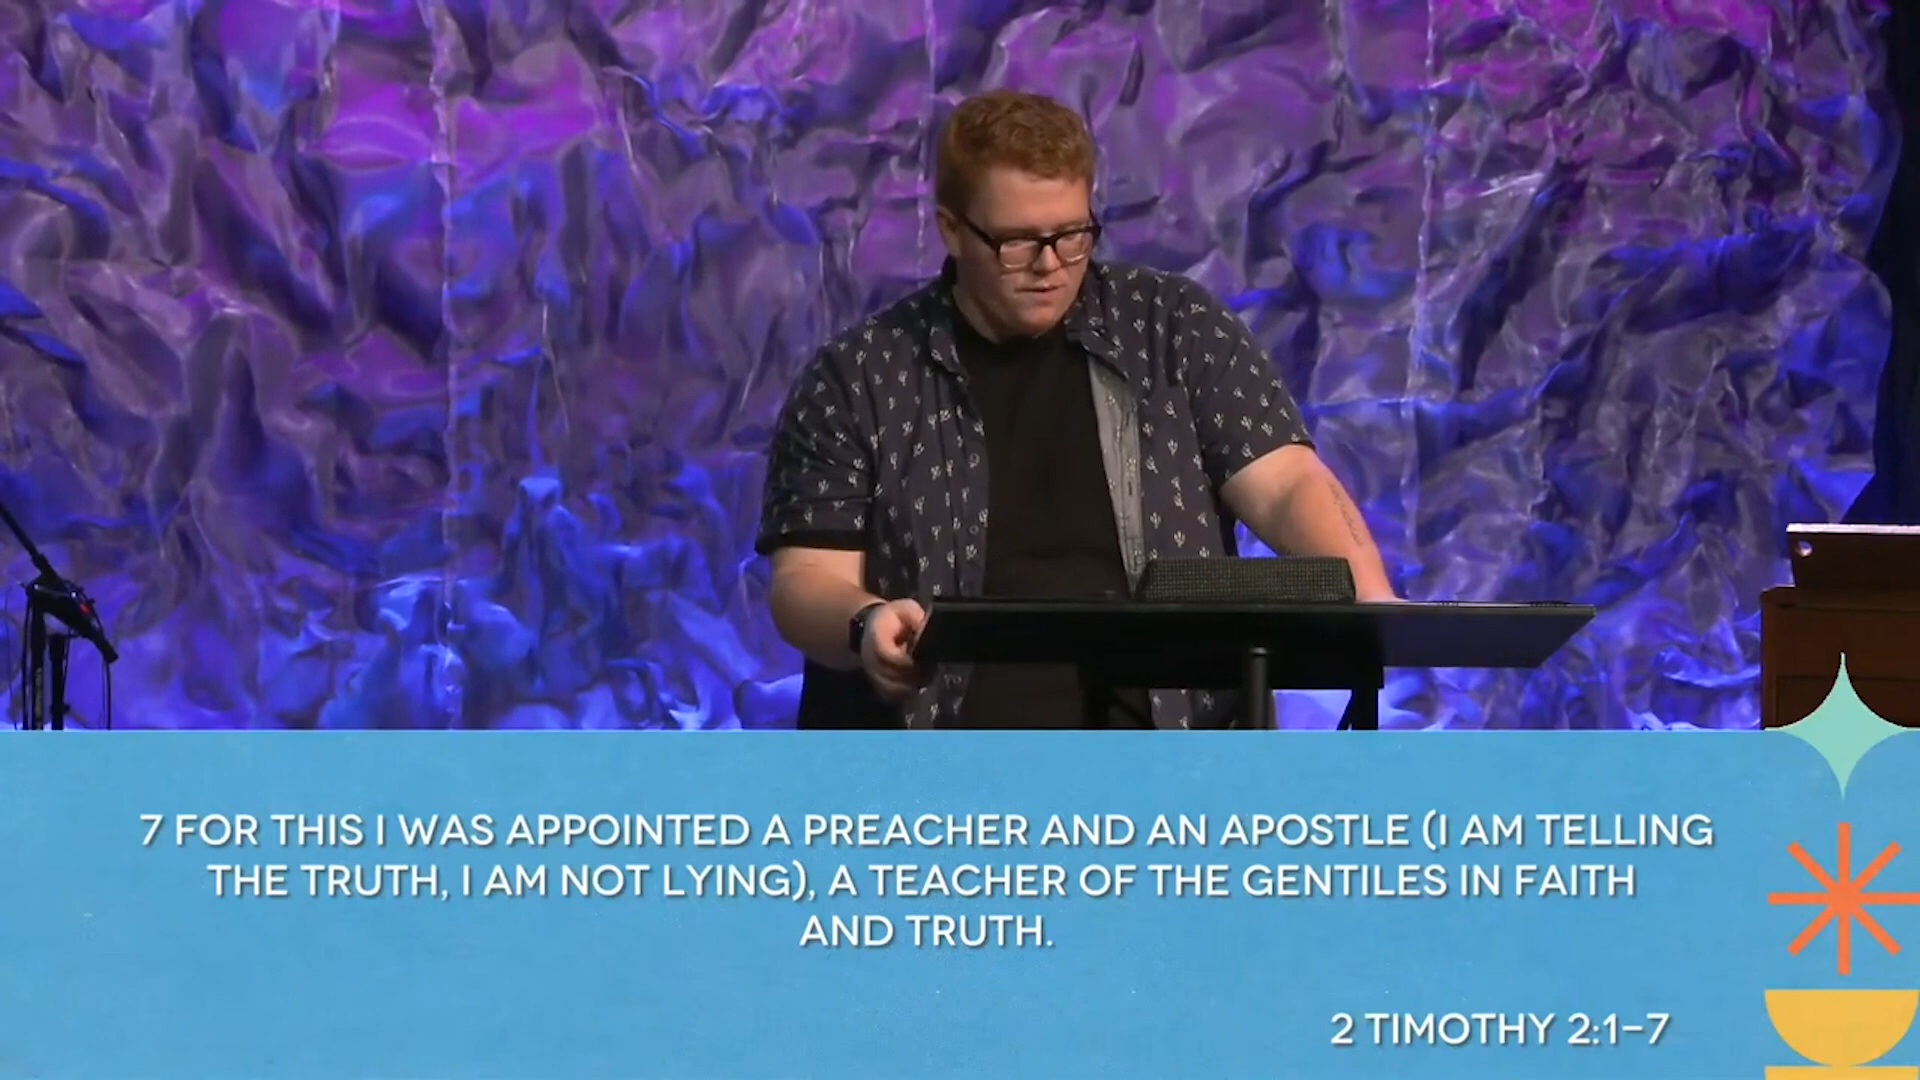 7 FOR THIS I WAS APPOINTED A PREACHER AND AN APOSTLE (I AM TELLING
THE TRUTH, I AM NOT LYING), A TEACHER OF THE GENTILES IN FAITH
AND TRUTH.
2 TIMOTHY 2:1–7